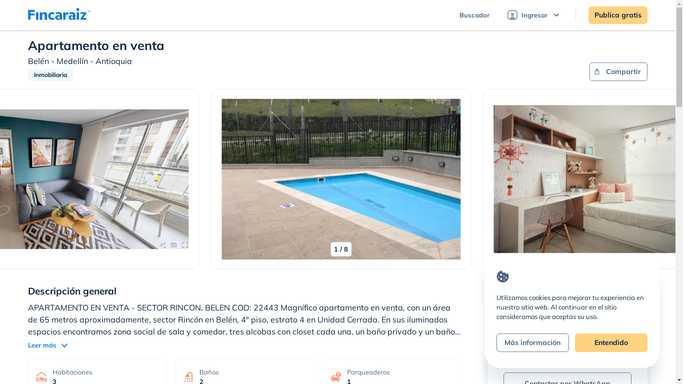 Fincaraiz
Buscador
Ingresar
Publica gratis
Apartamento en venta
Belén - Medellín - Antioquia
Inmobiliaria
Compartir
1 / 8
Descripción general
APARTAMENTO EN VENTA - SECTOR RINCON, BELEN COD: 22443 Magnífico apartamento en venta, con un área
de 65 metros aproximadamente, sector Rincón en Belén, 4° piso, estrato 4 en Unidad Cerrada. En sus iluminados
espacios encontramos zona social de sala y comedor, tres alcobas con closet cada una, un baño privado y un baño...
Leer más
Habitaciones
3
Baños
2
Parqueaderos
1
Utilizamos cookies para mejorar tu experiencia en
nuestro sitio web. Al continuar en el sitio
consideramos que aceptas su uso.
Más información
Entendido
Contactar por WhatsApp